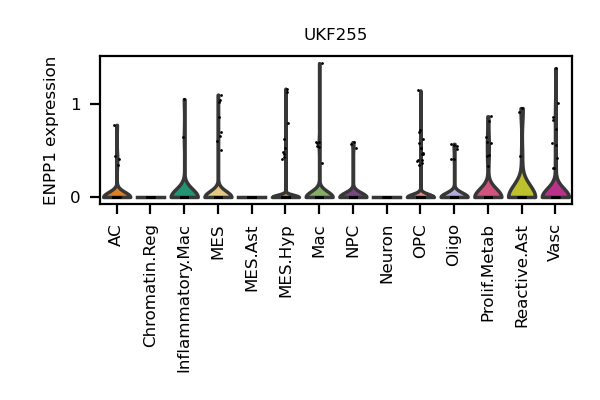 UKF255
ENPP1 expression
1
0
AC
Chromatin.Reg
Inflammatory.Mac
MES
MES.Ast
MES.Hyp
Mac
NPC
Neuron
OPC
Oligo
Prolif.Metab
Reactive.Ast
Vasc